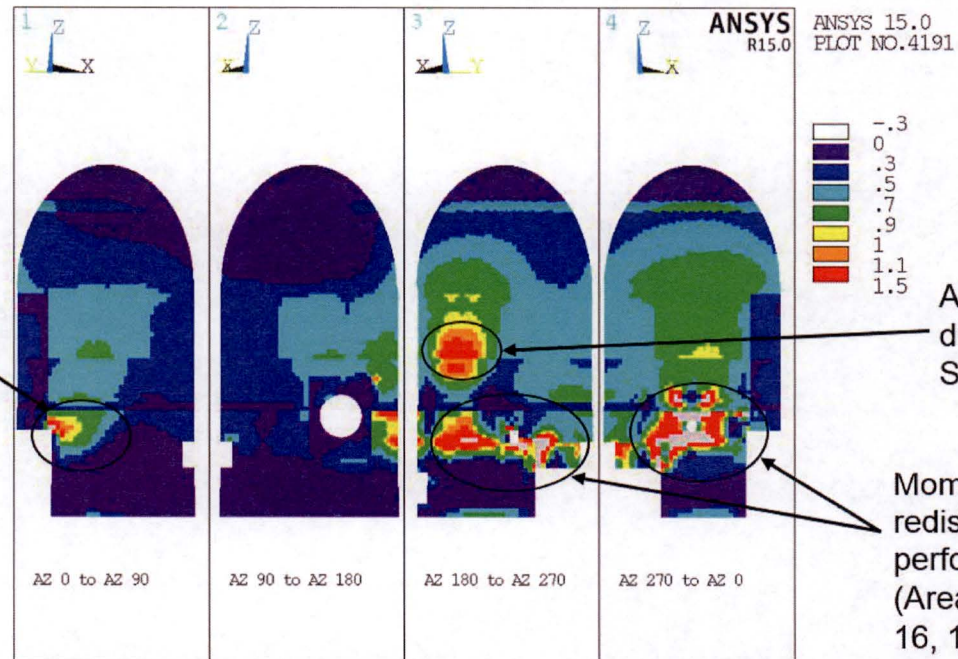 1
Z
Y
X
2
Z
X
3
Z
X
Y
4
Z
X
ANSYS
R15.0
ANSYS 15.0
PLOT NO.4191
-.3
0
.3
.5
.7
.9
1
1.1
1.5
A
d
S
Mom
redis
perfo
(Area
16, 1
AZ 0 to AZ 90
AZ 90 to AZ 180
AZ 180 to AZ 270
AZ 270 to AZ 0